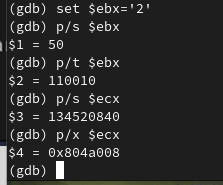 (gdb) set $ebx='2'
(gdb) p/s $ebx
$1 = 50
(gdb) p/t $ebx
$2 = 110010
(gdb) p/s $ecx
$3 = 134520840
(gdb) p/x $ecx
$4 = 0x804a008
(gdb)